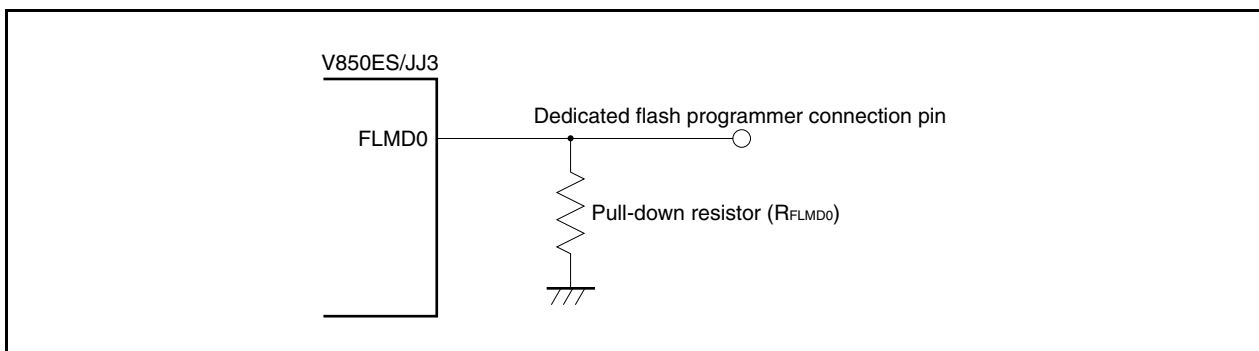 V850ES/JJ3
Dedicated flash programmer connection pin
FLMD0
Pull-down resistor (RFLMD0)